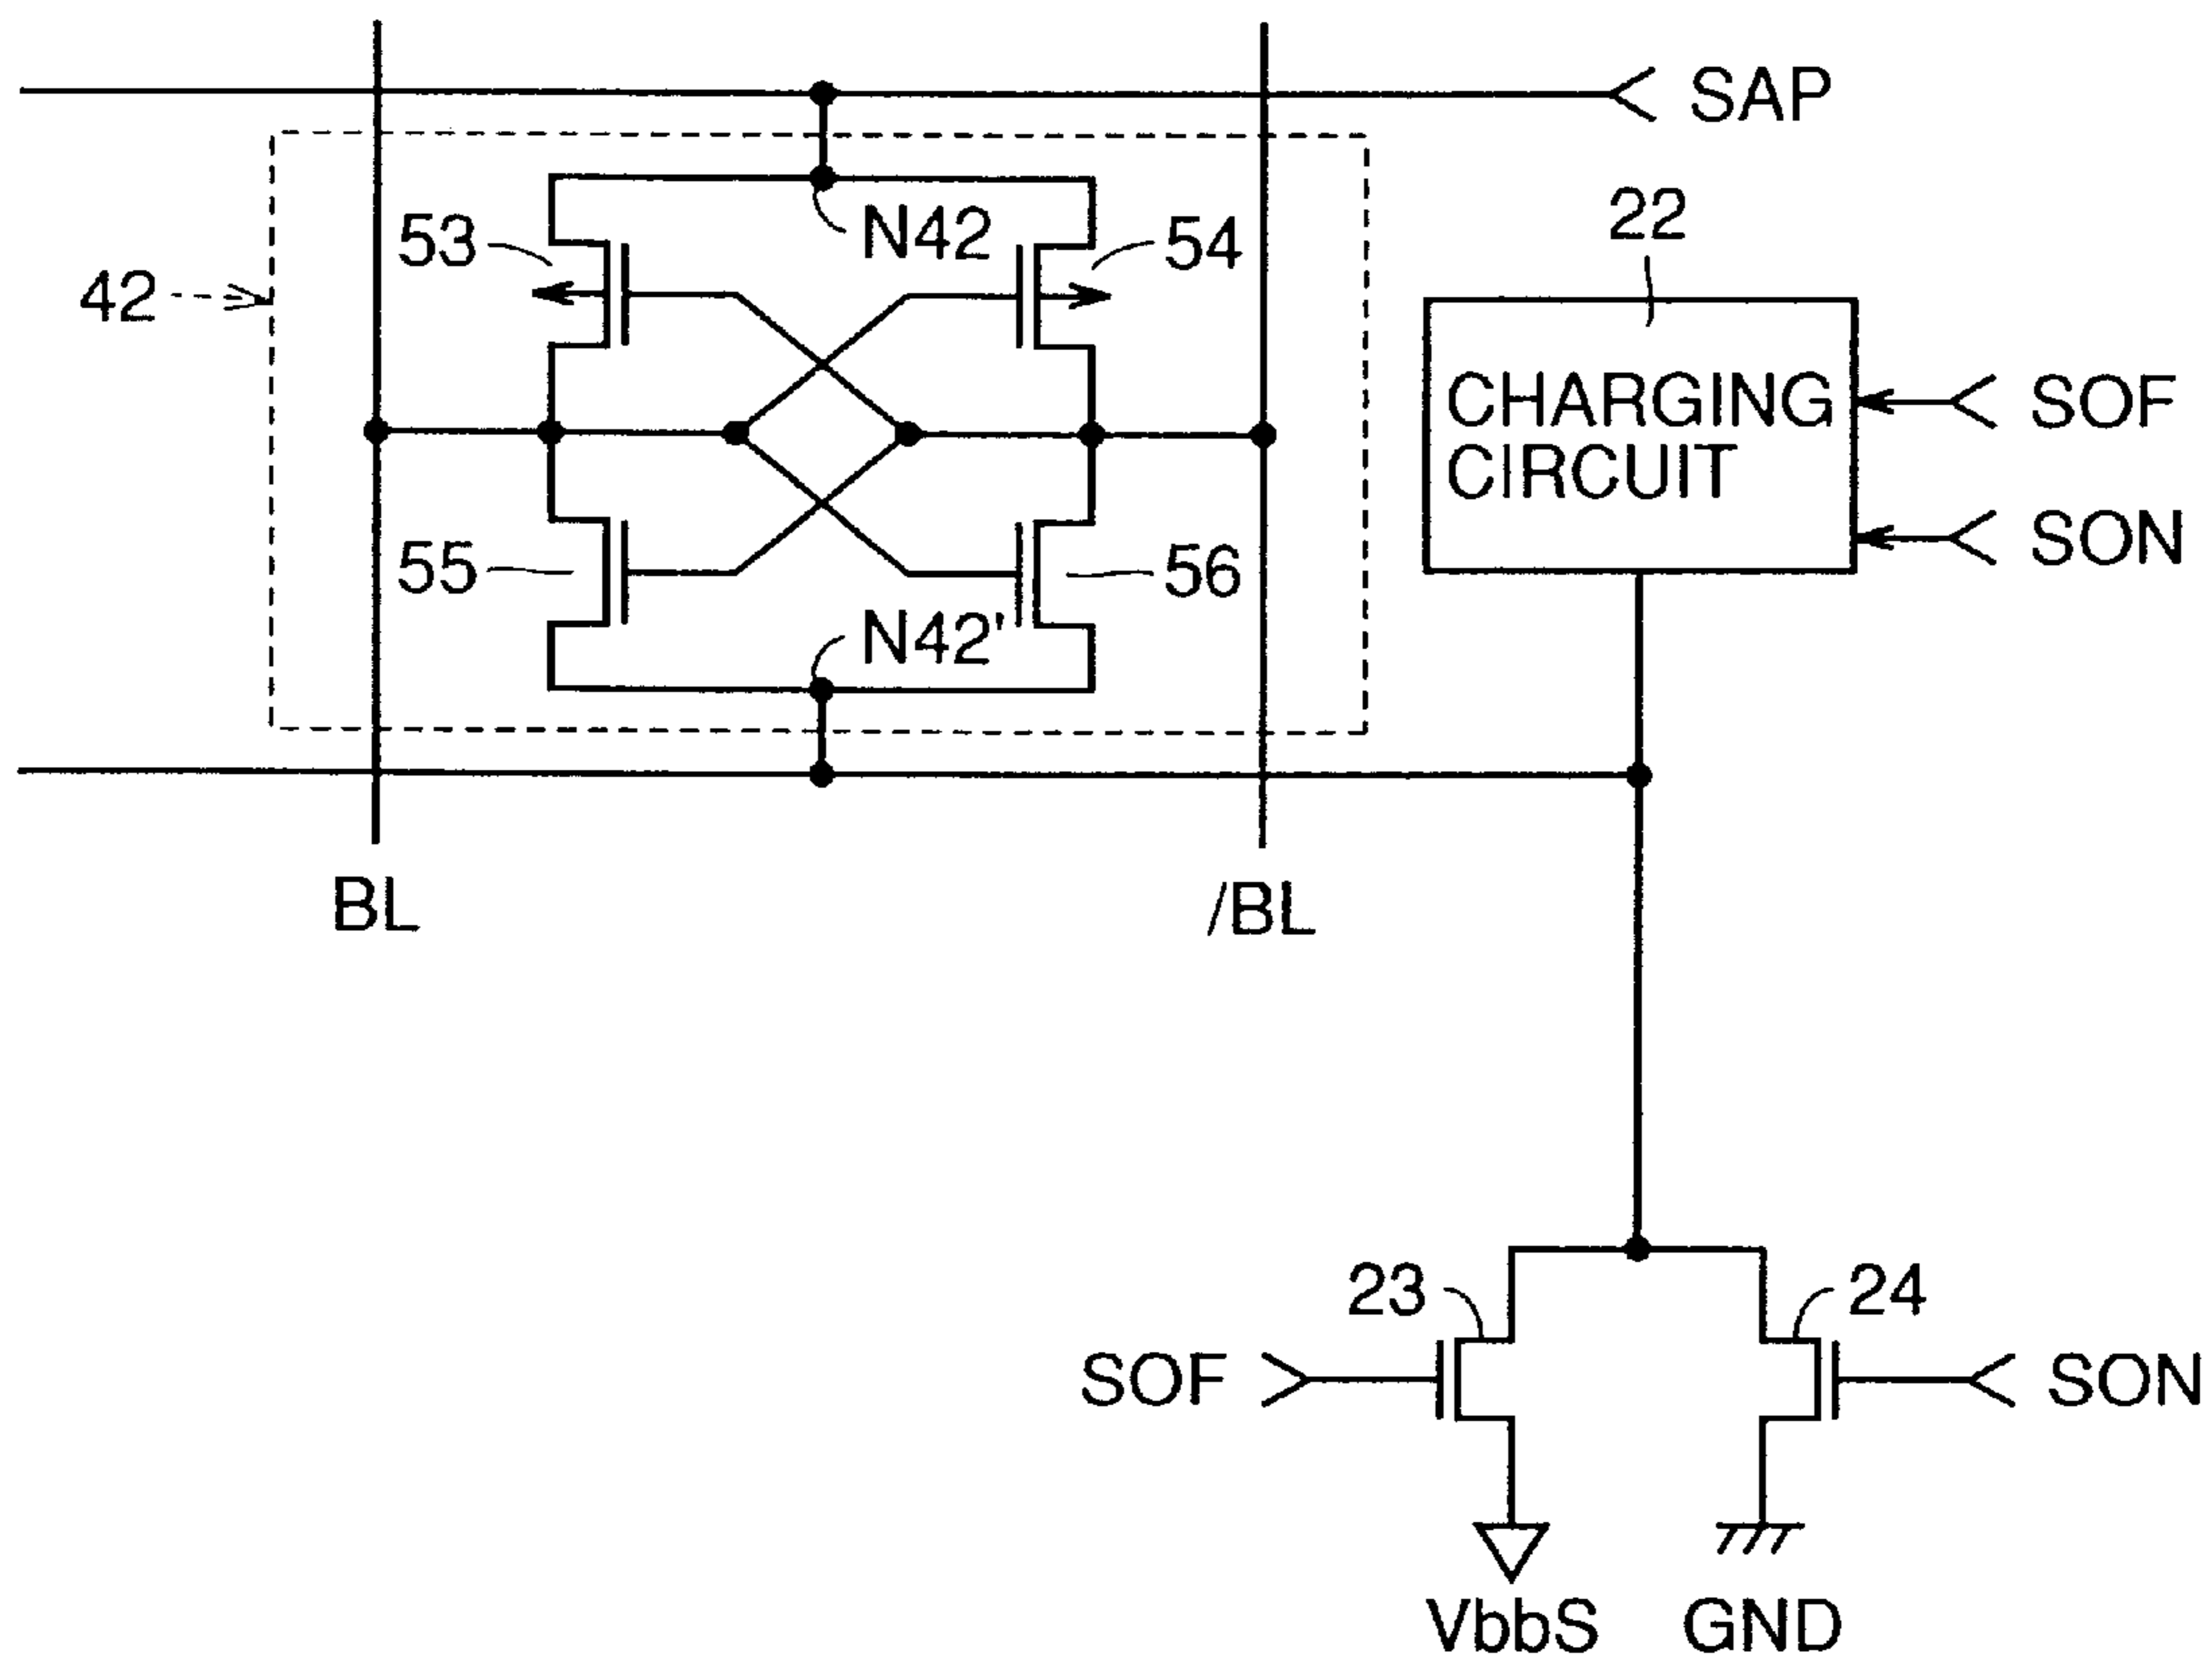 SAP
22
53
N42
54
42
CHARGING
CIRCUIT
SOF
SON
55
56
N42'
BL
/BL
23
24
SOF
SON
VbbS
GND